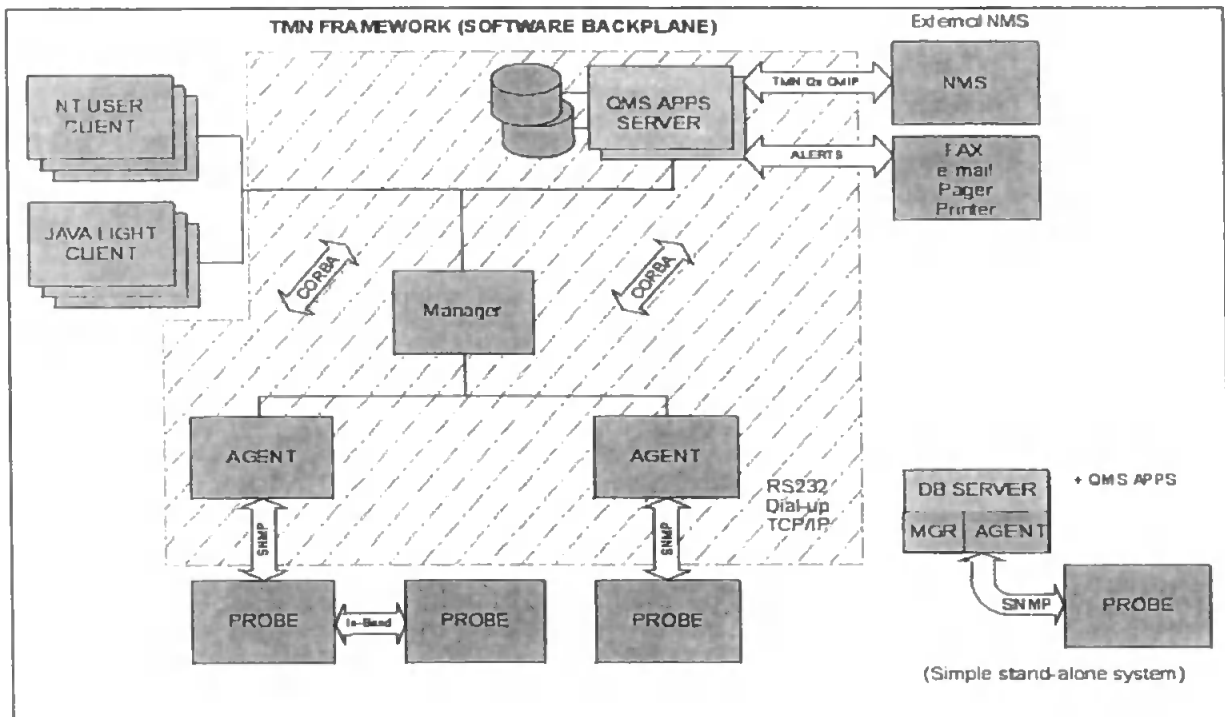 TMN FRAMEWORK (SOFTWARE BACKPLANE)
External NMS
NT USER
CLIENT
QMS APPS
SERVER
TMN Qx CMIP
NMS
ALERTS
FAX
e-mail
Pager
Printer
JAVA LIGHT
CLIENT
CORBA
CORBA
Manager
AGENT
AGENT
RS232
Dial-up
TCP/IP
SNMP
SNMP
PROBE
In-Band
PROBE
PROBE
DB SERVER
+ QMS APPS
MGR
AGENT
SNMP
PROBE
(Simple stand-alone system)